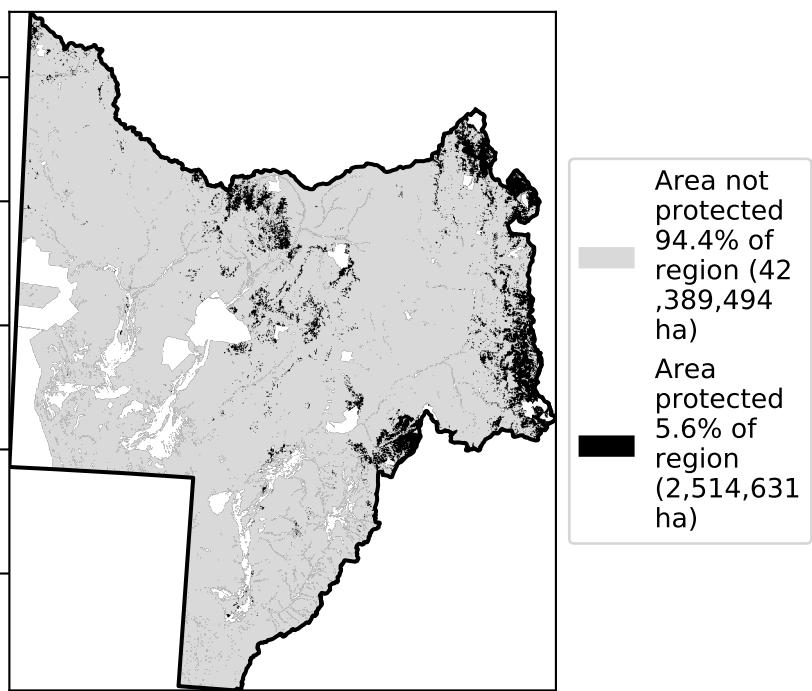 Area not
protected
94.4% of
region (42
,389,494
ha)
Area
protected
5.6% of
region
(2,514,631
ha)